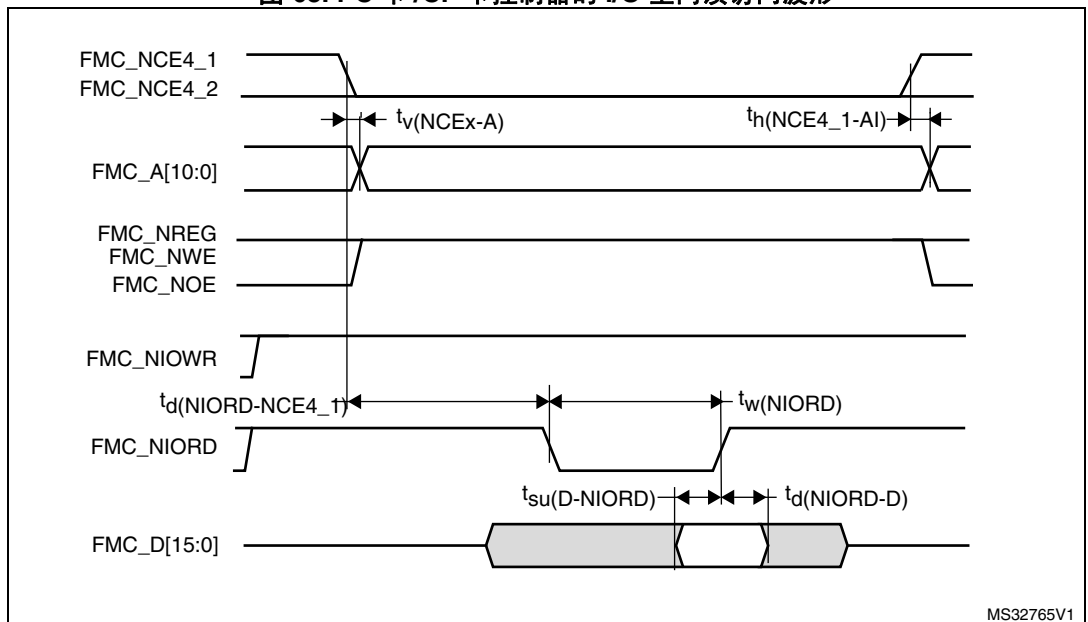 FMC_NCE4_1
FMC_NCE4_2
tv(NCEx-A)
th(NCE4_1-AI)
FMC_A[10:0]
FMC_NREG
FMC_NWE
FMC_NOE
FMC_NIOWR
td(NIORD-NCE4_1)
tw(NIORD)
FMC_NIORD
tsu(D-NIORD)
td(NIORD-D)
FMC_D[15:0]
MS32765V1